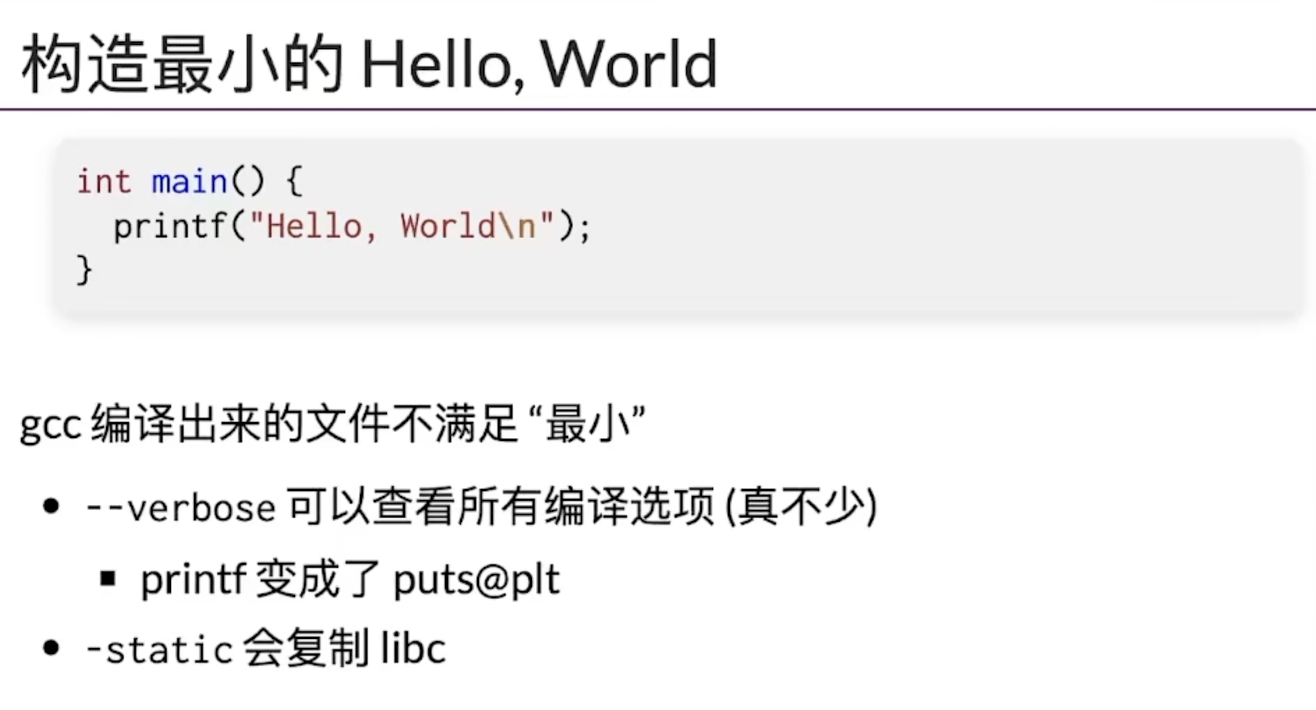 构造最小的 Hello, World
int main() {
  printf("Hello, World\n");
}
gcc 编译出来的文件不满足 “最小”
• --verbose 可以查看所有编译选项 (真不少)
▪ printf 变成了 puts@plt
• -static 会复制 libc